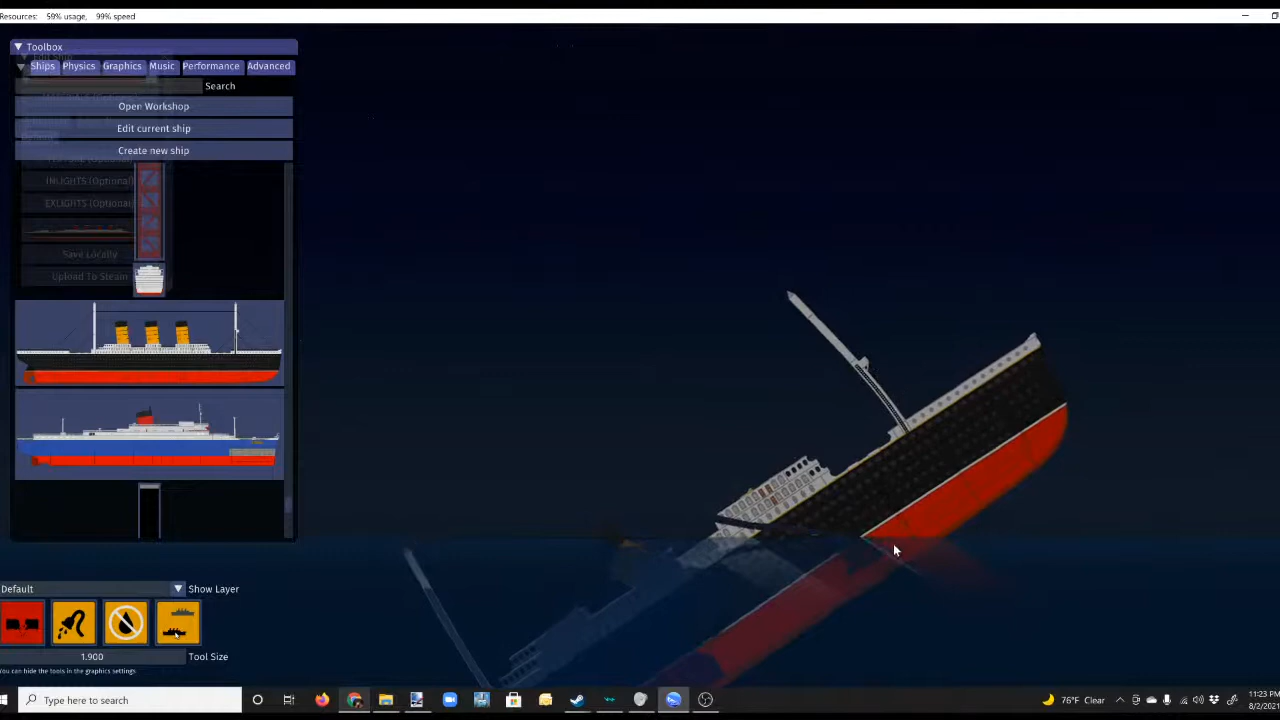 Resources: 59% usage, 99% speed
Toolbox
Ships Physics Graphics Music Performance Advanced
Search
Open Workshop
Edit current ship
Create new ship
INLIGHTS (Optional)
EXLIGHTS (Optional)
Save Locally
Upload To Steam
Default
Show Layer
1.900
Tool Size
You can hide the tools in the graphics settings.
Type here to search
76°F Clear
11:23 PM
8/2/2021